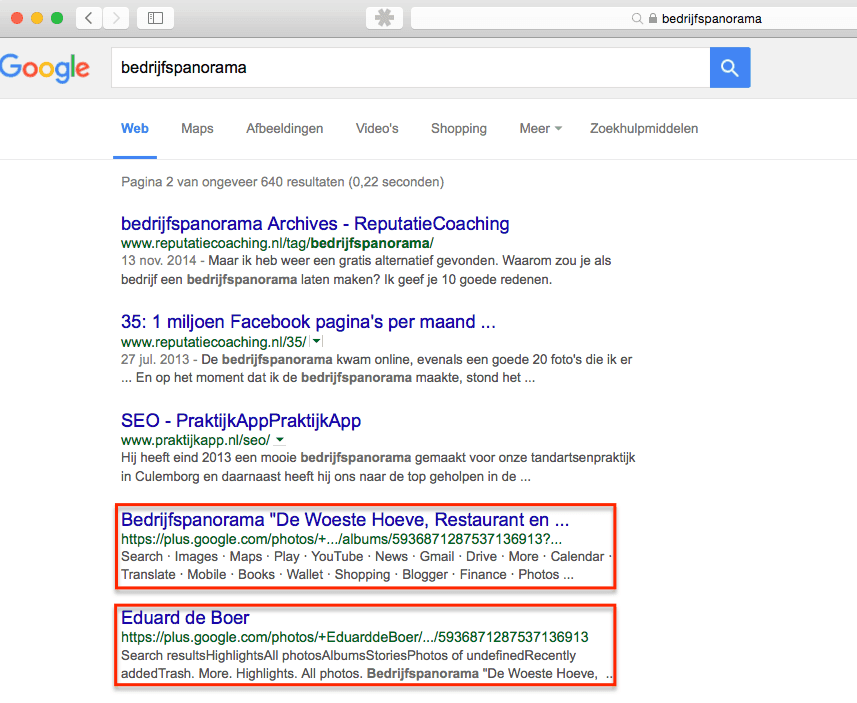 bedrijfspanorama
Google
bedrijfspanorama
Web Maps Afbeeldingen Video's Shopping Meer Zoekhulpmiddelen
Pagina 2 van ongeveer 640 resultaten (0,22 seconden)
bedrijfspanorama Archives - ReputatieCoaching
www.reputatiecoaching.nl/tag/bedrijfspanorama/
13 nov. 2014 - Maar ik heb weer een gratis alternatief gevonden. Waarom zou je als
bedrijf een bedrijfspanorama laten maken? Ik geef je 10 goede redenen.
35: 1 miljoen Facebook pagina's per maand ...
www.reputatiecoaching.nl/35/
27 jul. 2013 - De bedrijfspanorama kwam online, evenals een goede 20 foto's die ik er
... En op het moment dat ik de bedrijfspanorama maakte, stond het ...
SEO - PraktijkAppPraktijkApp
www.praktijkapp.nl/seo/
Hij heeft eind 2013 een mooie bedrijfspanorama gemaakt voor onze tandartsenpraktijk
in Culemborg en daarnaast heeft hij ons naar de top geholpen in de ...
Bedrijfspanorama "De Woeste Hoeve, Restaurant en ...
https://plus.google.com/photos/+.../albums/5936871287537136913?...
Search · Images · Maps · Play · YouTube · News · Gmail · Drive · More · Calendar ·
Translate · Mobile · Books · Wallet · Shopping · Blogger · Finance · Photos ...
Eduard de Boer
https://plus.google.com/photos/+EduarddeBoer/.../5936871287537136913
Search resultsHighlightsAll photosAlbumsStoriesPhotos of undefinedRecently
addedTrash. More. Highlights. All photos. Bedrijfspanorama "De Woeste Hoeve, ...